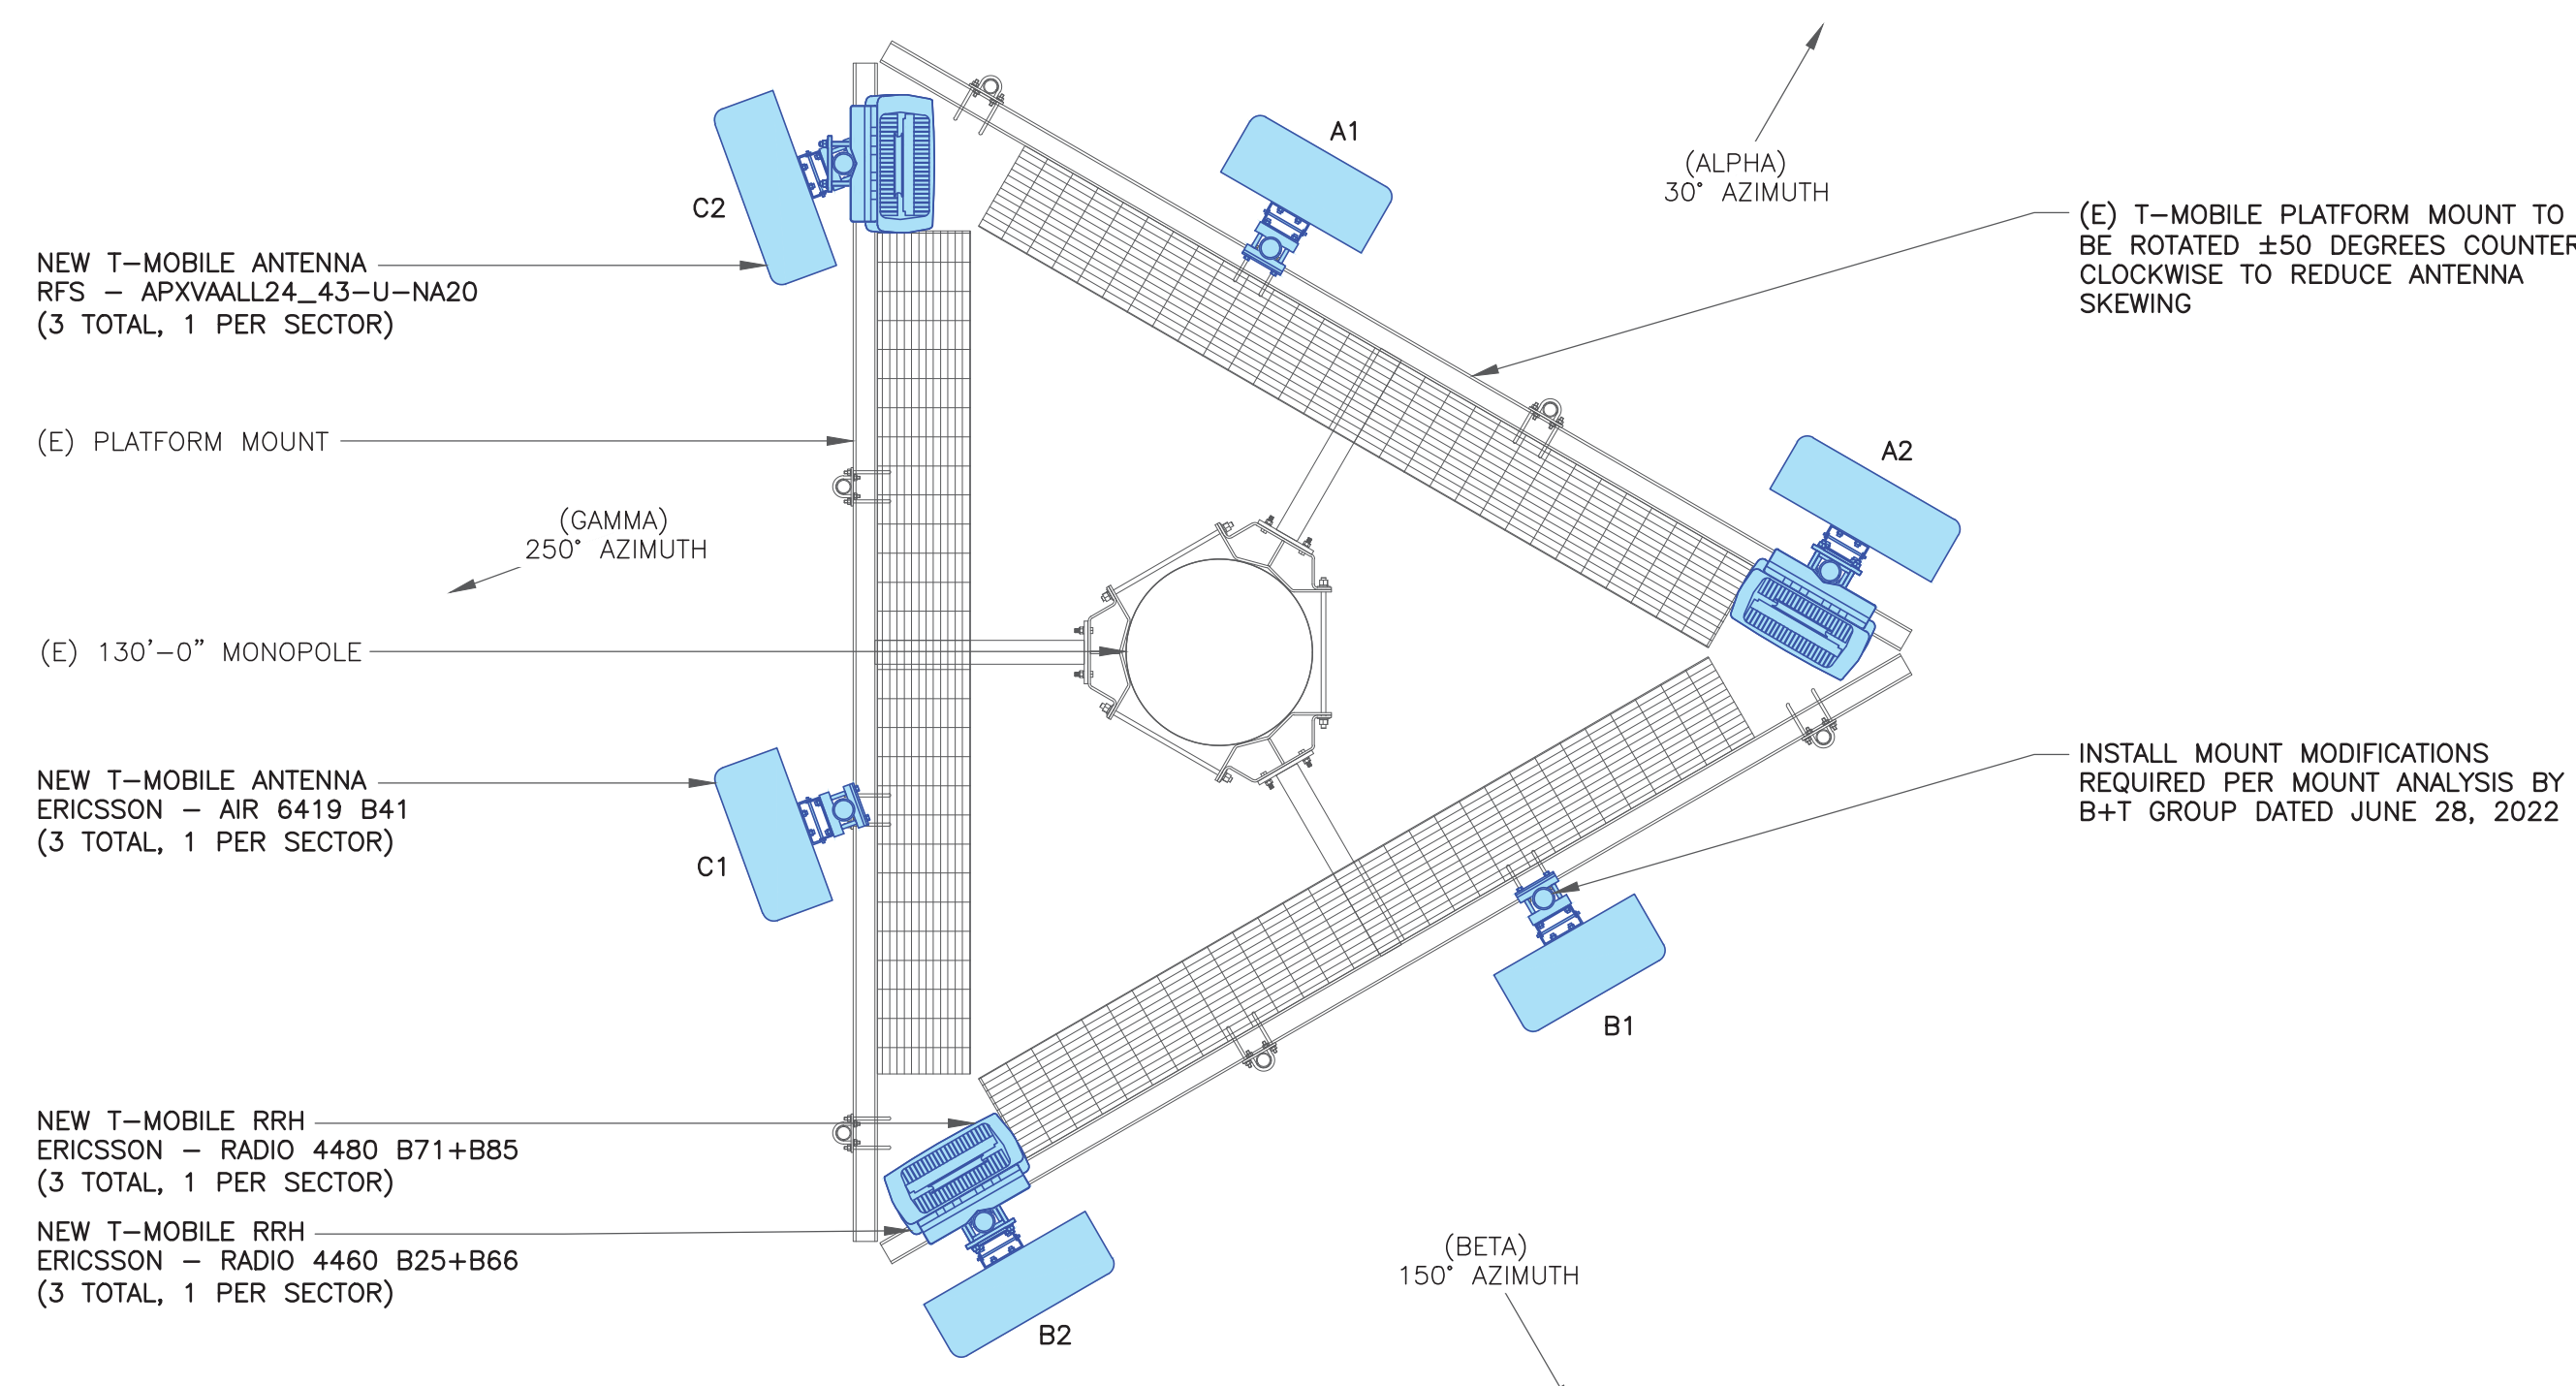 A1
(ALPHA)
30° AZIMUTH
C2
(E) T-MOBILE PLATFORM MOUNT TO
BE ROTATED ±50 DEGREES COUNTER
CLOCKWISE TO REDUCE ANTENNA
SKEWING
NEW T-MOBILE ANTENNA
RFS - APXVAALL24_43-U-NA20
(3 TOTAL, 1 PER SECTOR)
(E) PLATFORM MOUNT
A2
(GAMMA)
250° AZIMUTH
(E) 130'-0" MONOPOLE
NEW T-MOBILE ANTENNA
ERICSSON - AIR 6419 B41
(3 TOTAL, 1 PER SECTOR)
C1
INSTALL MOUNT MODIFICATIONS
REQUIRED PER MOUNT ANALYSIS BY
B+T GROUP DATED JUNE 28, 2022
B1
NEW T-MOBILE RRH
ERICSSON - RADIO 4480 B71+B85
(3 TOTAL, 1 PER SECTOR)
NEW T-MOBILE RRH
ERICSSON - RADIO 4460 B25+B66
(3 TOTAL, 1 PER SECTOR)
(BETA)
150° AZIMUTH
B2